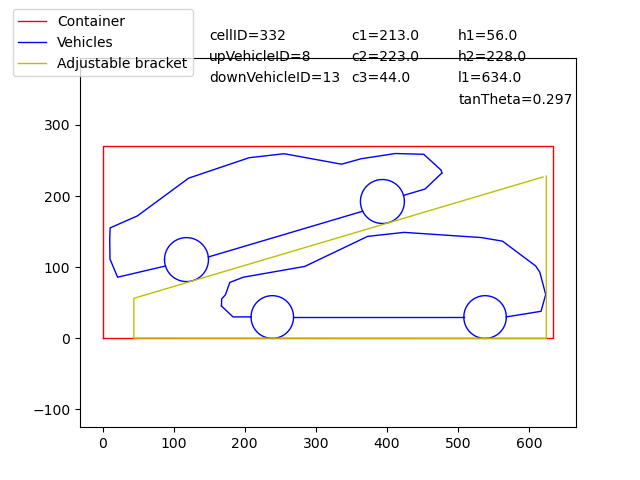 Container
Vehicles
Adjustable bracket
cellID=332 c1=213.0 h1=56.0
upVehicleID=8 c2=223.0 h2=228.0
downVehicleID=13 c3=44.0 l1=634.0
tanTheta=0.297
300
200
100
0
−100
0 100 200 300 400 500 600